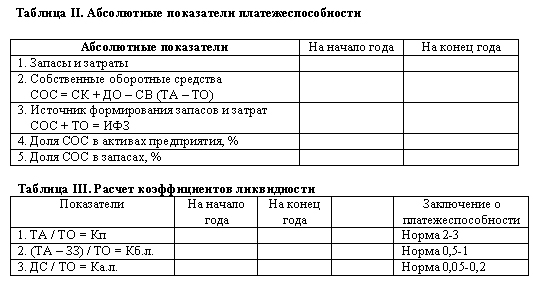 Таблица II. Абсолютные показатели платежеспособности
Абсолютные показатели На начало года На конец года
1. Запасы и затраты
2. Собственные оборотные средства
СОС = СК + ДО – СВ (ТА – ТО)
3. Источник формирования запасов и затрат
СОС + ТО = ИФЗ
4. Доля СОС в активах предприятия, %
5. Доля СОС в запасах, %
Таблица III. Расчет коэффициентов ликвидности
Показатели На начало На конец Заключение о
года года платежеспособности
1. ТА / ТО = Кп Норма 2-3
2. (ТА – ЗЗ) / ТО = Кб.л. Норма 0,5-1
3. ДС / ТО = Ка.л. Норма 0,05-0,2